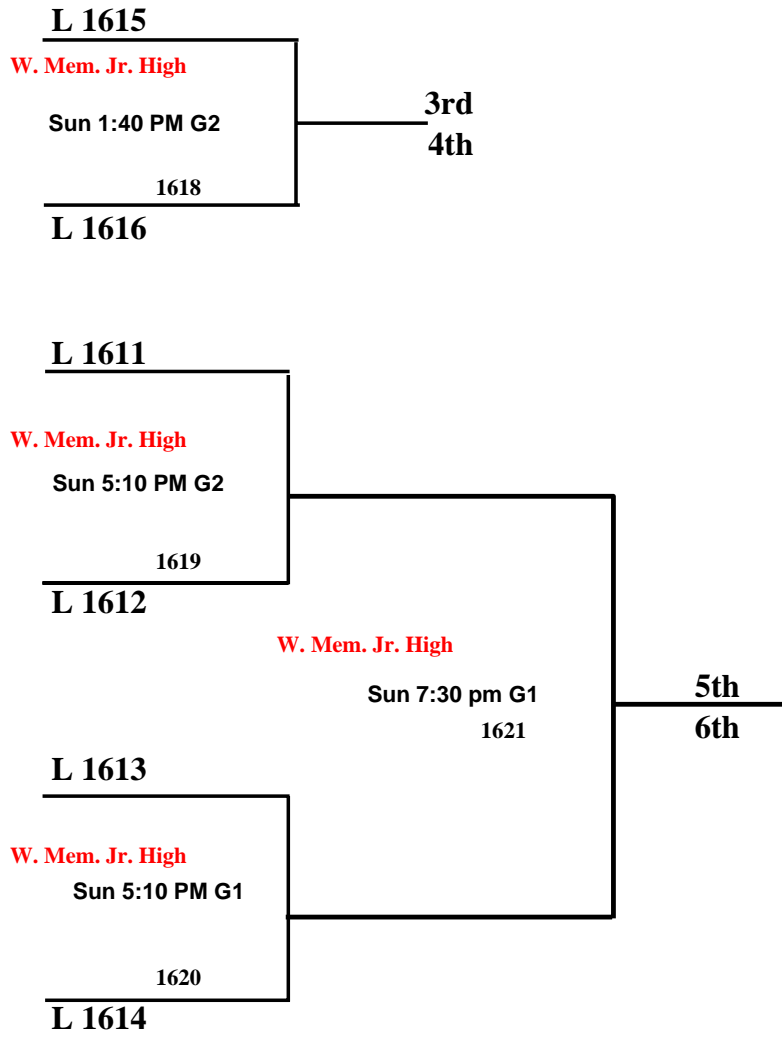 L 1615
W. Mem. Jr. High
Sun 1:40 PM G2
3rd
4th
1618
L 1616
L 1611
W. Mem. Jr. High
Sun 5:10 PM G2
1619
L 1612
W. Mem. Jr. High
Sun 7:30 pm G1
1621
5th
6th
L 1613
W. Mem. Jr. High
Sun 5:10 PM G1
1620
L 1614